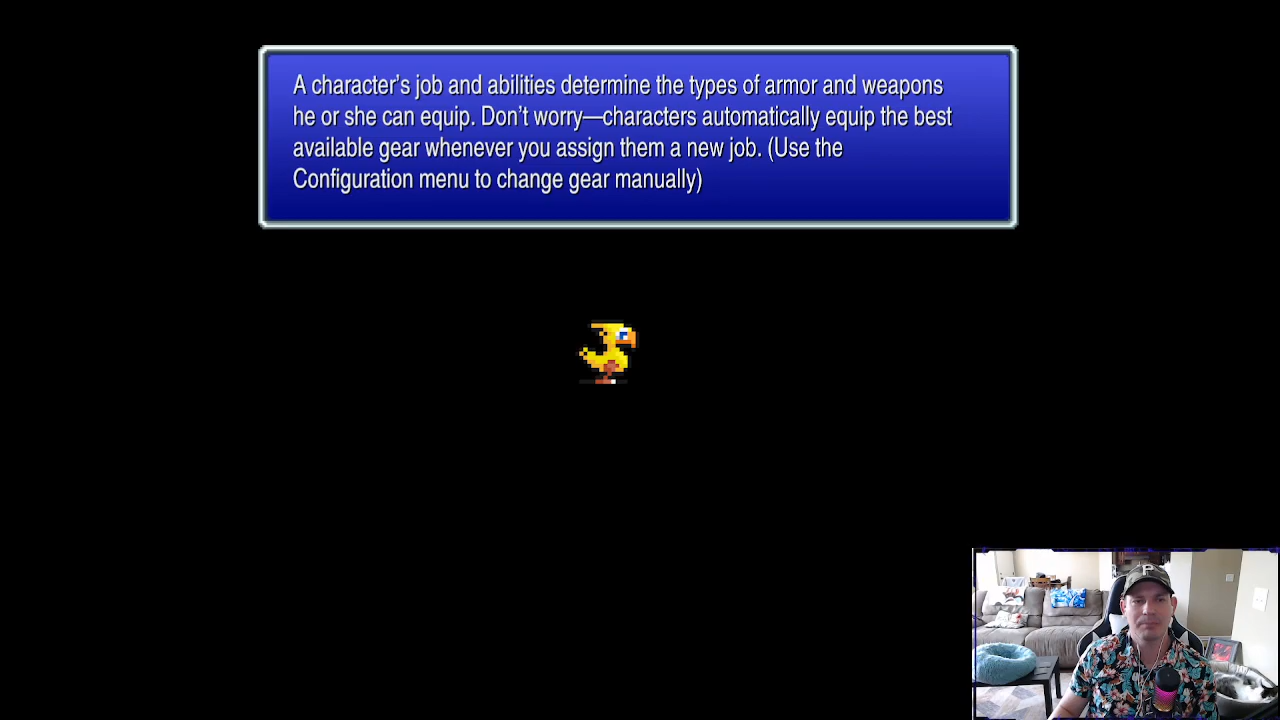 A character's job and abilities determine the types of armor and weapons
he or she can equip. Don't worry—characters automatically equip the best
available gear whenever you assign them a new job. (Use the
Configuration menu to change gear manually)
P